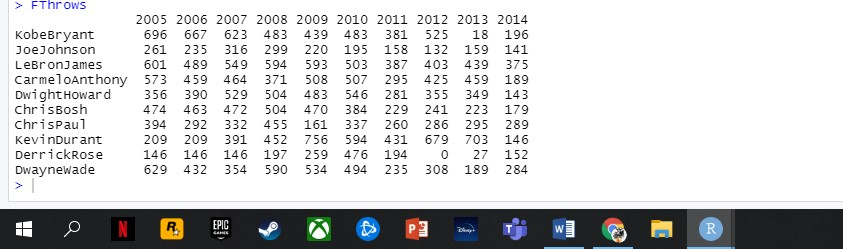 > FThrows
2005 2006 2007 2008 2009 2010 2011 2012 2013 2014
KobeBryant 696 667 623 483 439 483 381 525 18 196
JoeJohnson 261 235 316 299 220 195 158 132 159 141
LeBronJames 601 489 549 594 593 503 387 403 439 375
CarmeloAnthony 573 459 464 371 508 507 295 425 459 189
DwightHoward 356 390 529 504 483 546 281 355 349 143
ChrisBosh 474 463 472 504 470 384 229 241 223 179
ChrisPaul 394 292 332 455 161 337 260 286 295 289
KevinDurant 209 209 391 452 756 594 431 679 703 146
DerrickRose 146 146 146 197 259 476 194 0 27 152
DwayneWade 629 432 354 590 534 494 235 308 189 284
>
N R EPIC GAMES P Disney+ T W R